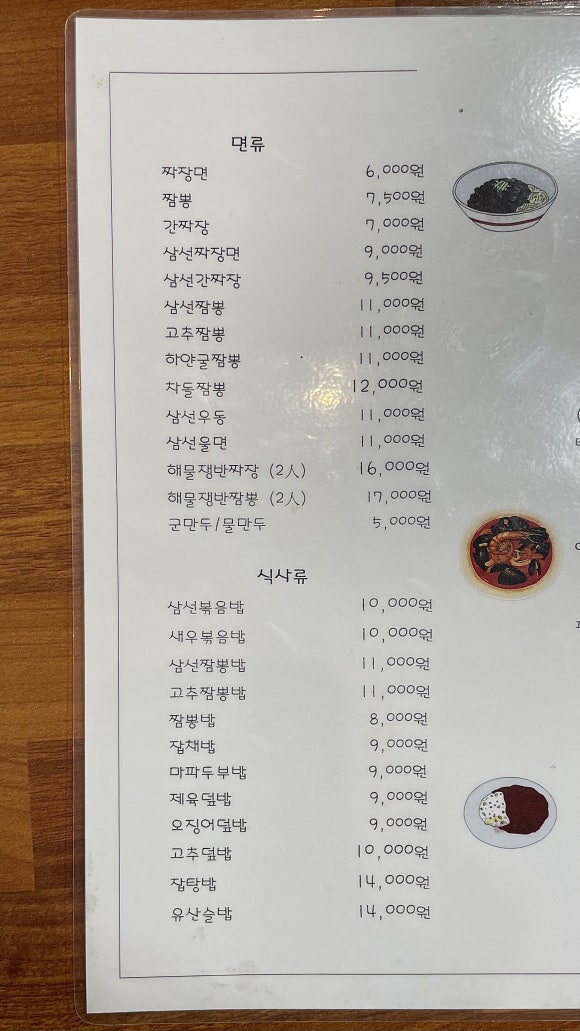 면류
짜장면 6,000원
짬뽕 7,500원
간짜장 7,000원
삼선짜장면 9,000원
삼선간짜장 9,500원
삼선짬뽕 11,000원
고추짬뽕 11,000원
하얀굴짬뽕 11,000원
차돌짬뽕 12,000원
삼선우동 11,000원
삼선울면 11,000원
해물쟁반짜장 (2人) 16,000원
해물쟁반짬뽕 (2人) 17,000원
군만두/물만두 5,000원
식사류
삼선볶음밥 10,000원
새우볶음밥 10,000원
삼선짬뽕밥 11,000원
고추짬뽕밥 11,000원
짬뽕밥 8,000원
잡채밥 9,000원
마파두부밥 9,000원
제육덮밥 9,000원
오징어덮밥 9,000원
고추덮밥 10,000원
잡탕밥 14,000원
유산슬밥 14,000원